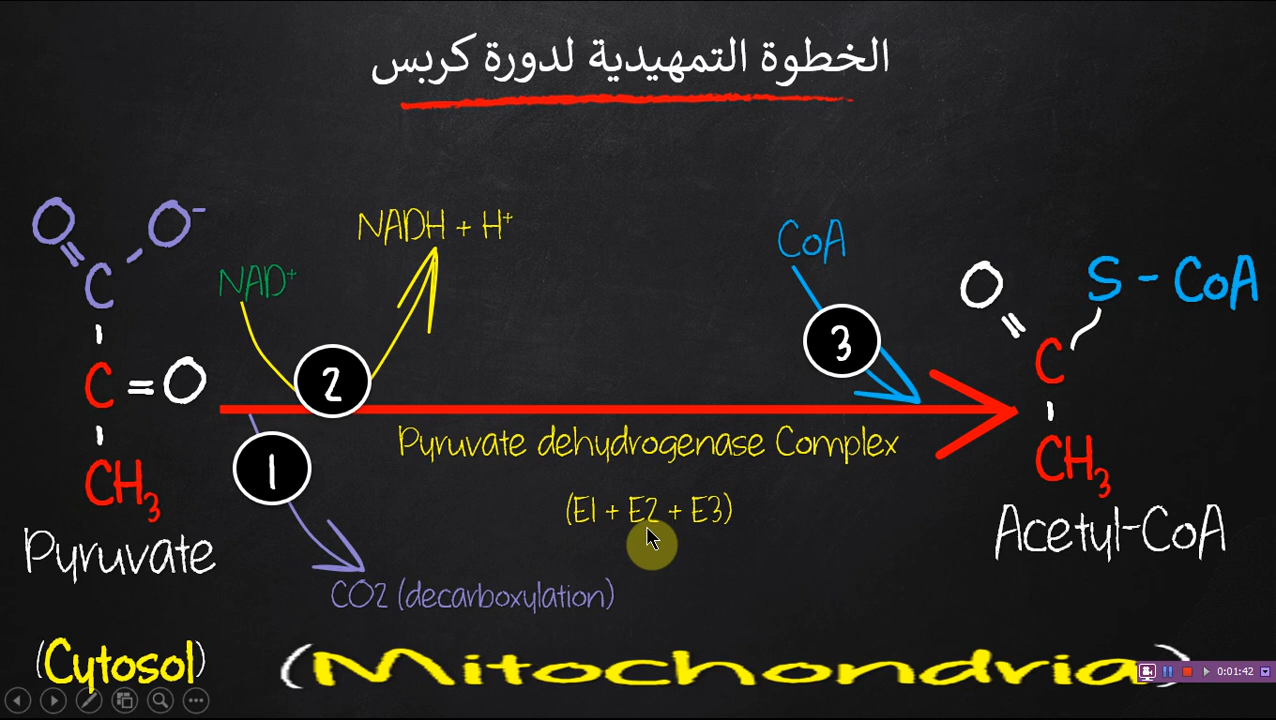 الخطوة التمهيدية لدورة كربس
O
O⁻
C
C = O
CH₃
Pyruvate
(Cytosol)
NAD⁺
NADH + H⁺
2
1
CO2 (decarboxylation)
Pyruvate dehydrogenase Complex
(E1 + E2 + E3)
CoA
3
O
S - CoA
C
CH₃
Acetyl-CoA
(Mitochondria)
0:01:42